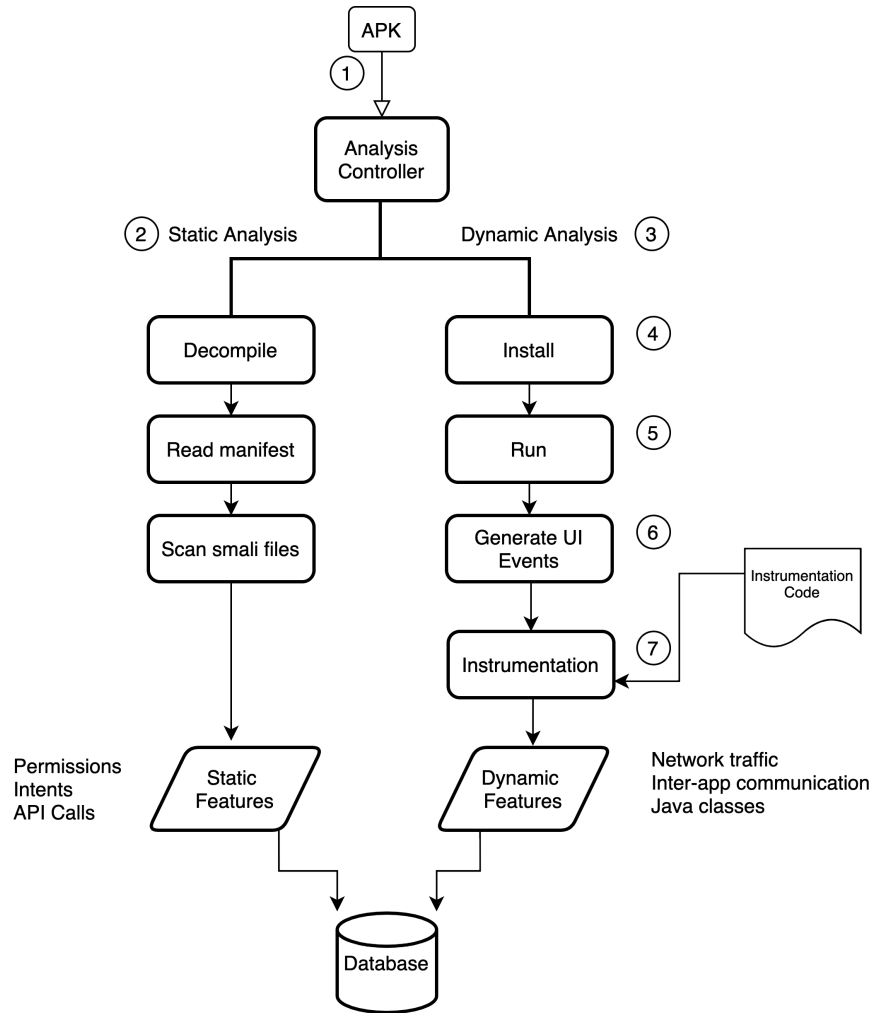 APK
1
Analysis
Controller
2 Static Analysis
Dynamic Analysis 3
Decompile
Install
4
Read manifest
Run
5
Scan smali files
Generate UI
Events
6
Instrumentation
Code
7
Instrumentation
Permissions
Intents
API Calls
Static
Features
Dynamic
Features
Network traffic
Inter-app communication
Java classes
Database